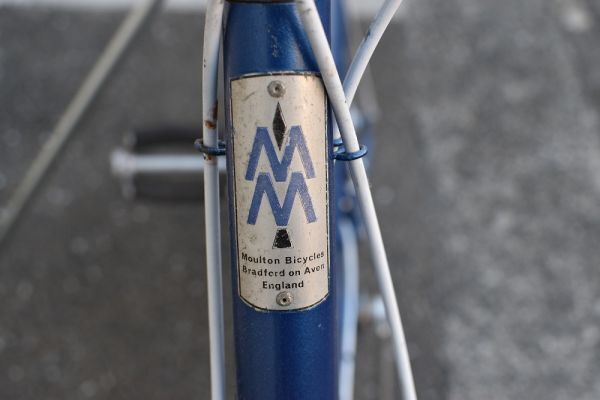 M
M
Moulton Bicycles
Bradford on Avon
England